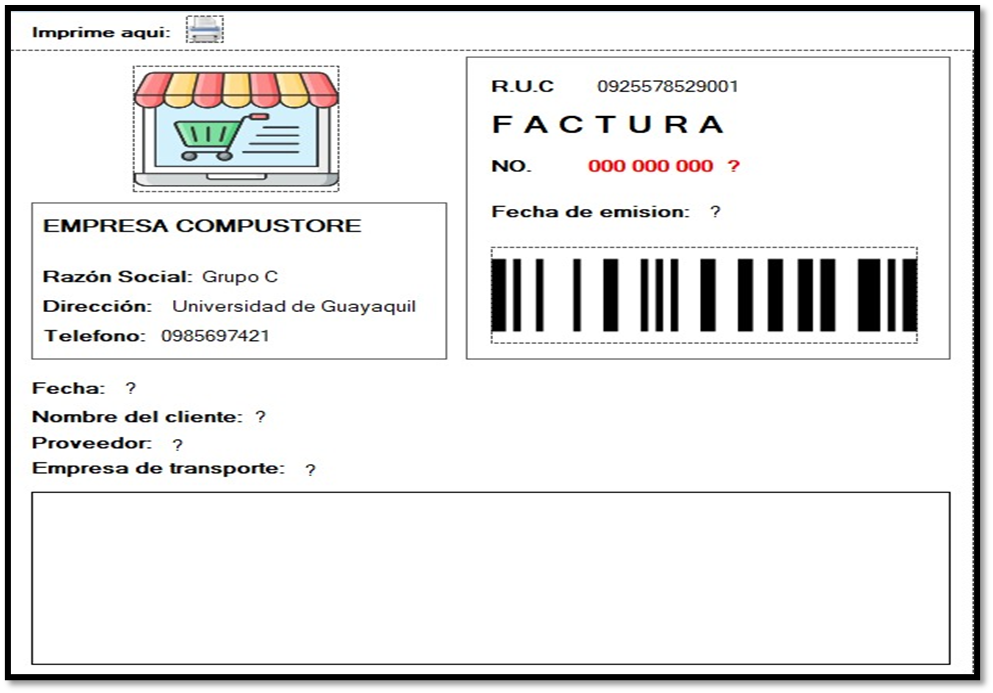 Imprime aqui:
R.U.C 0925578529001
F A C T U R A
NO. 000 000 000 ?
Fecha de emision: ?
EMPRESA COMPUSTORE
Razón Social: Grupo C
Dirección: Universidad de Guayaquil
Telefono: 0985697421
Fecha: ?
Nombre del cliente: ?
Proveedor: ?
Empresa de transporte: ?